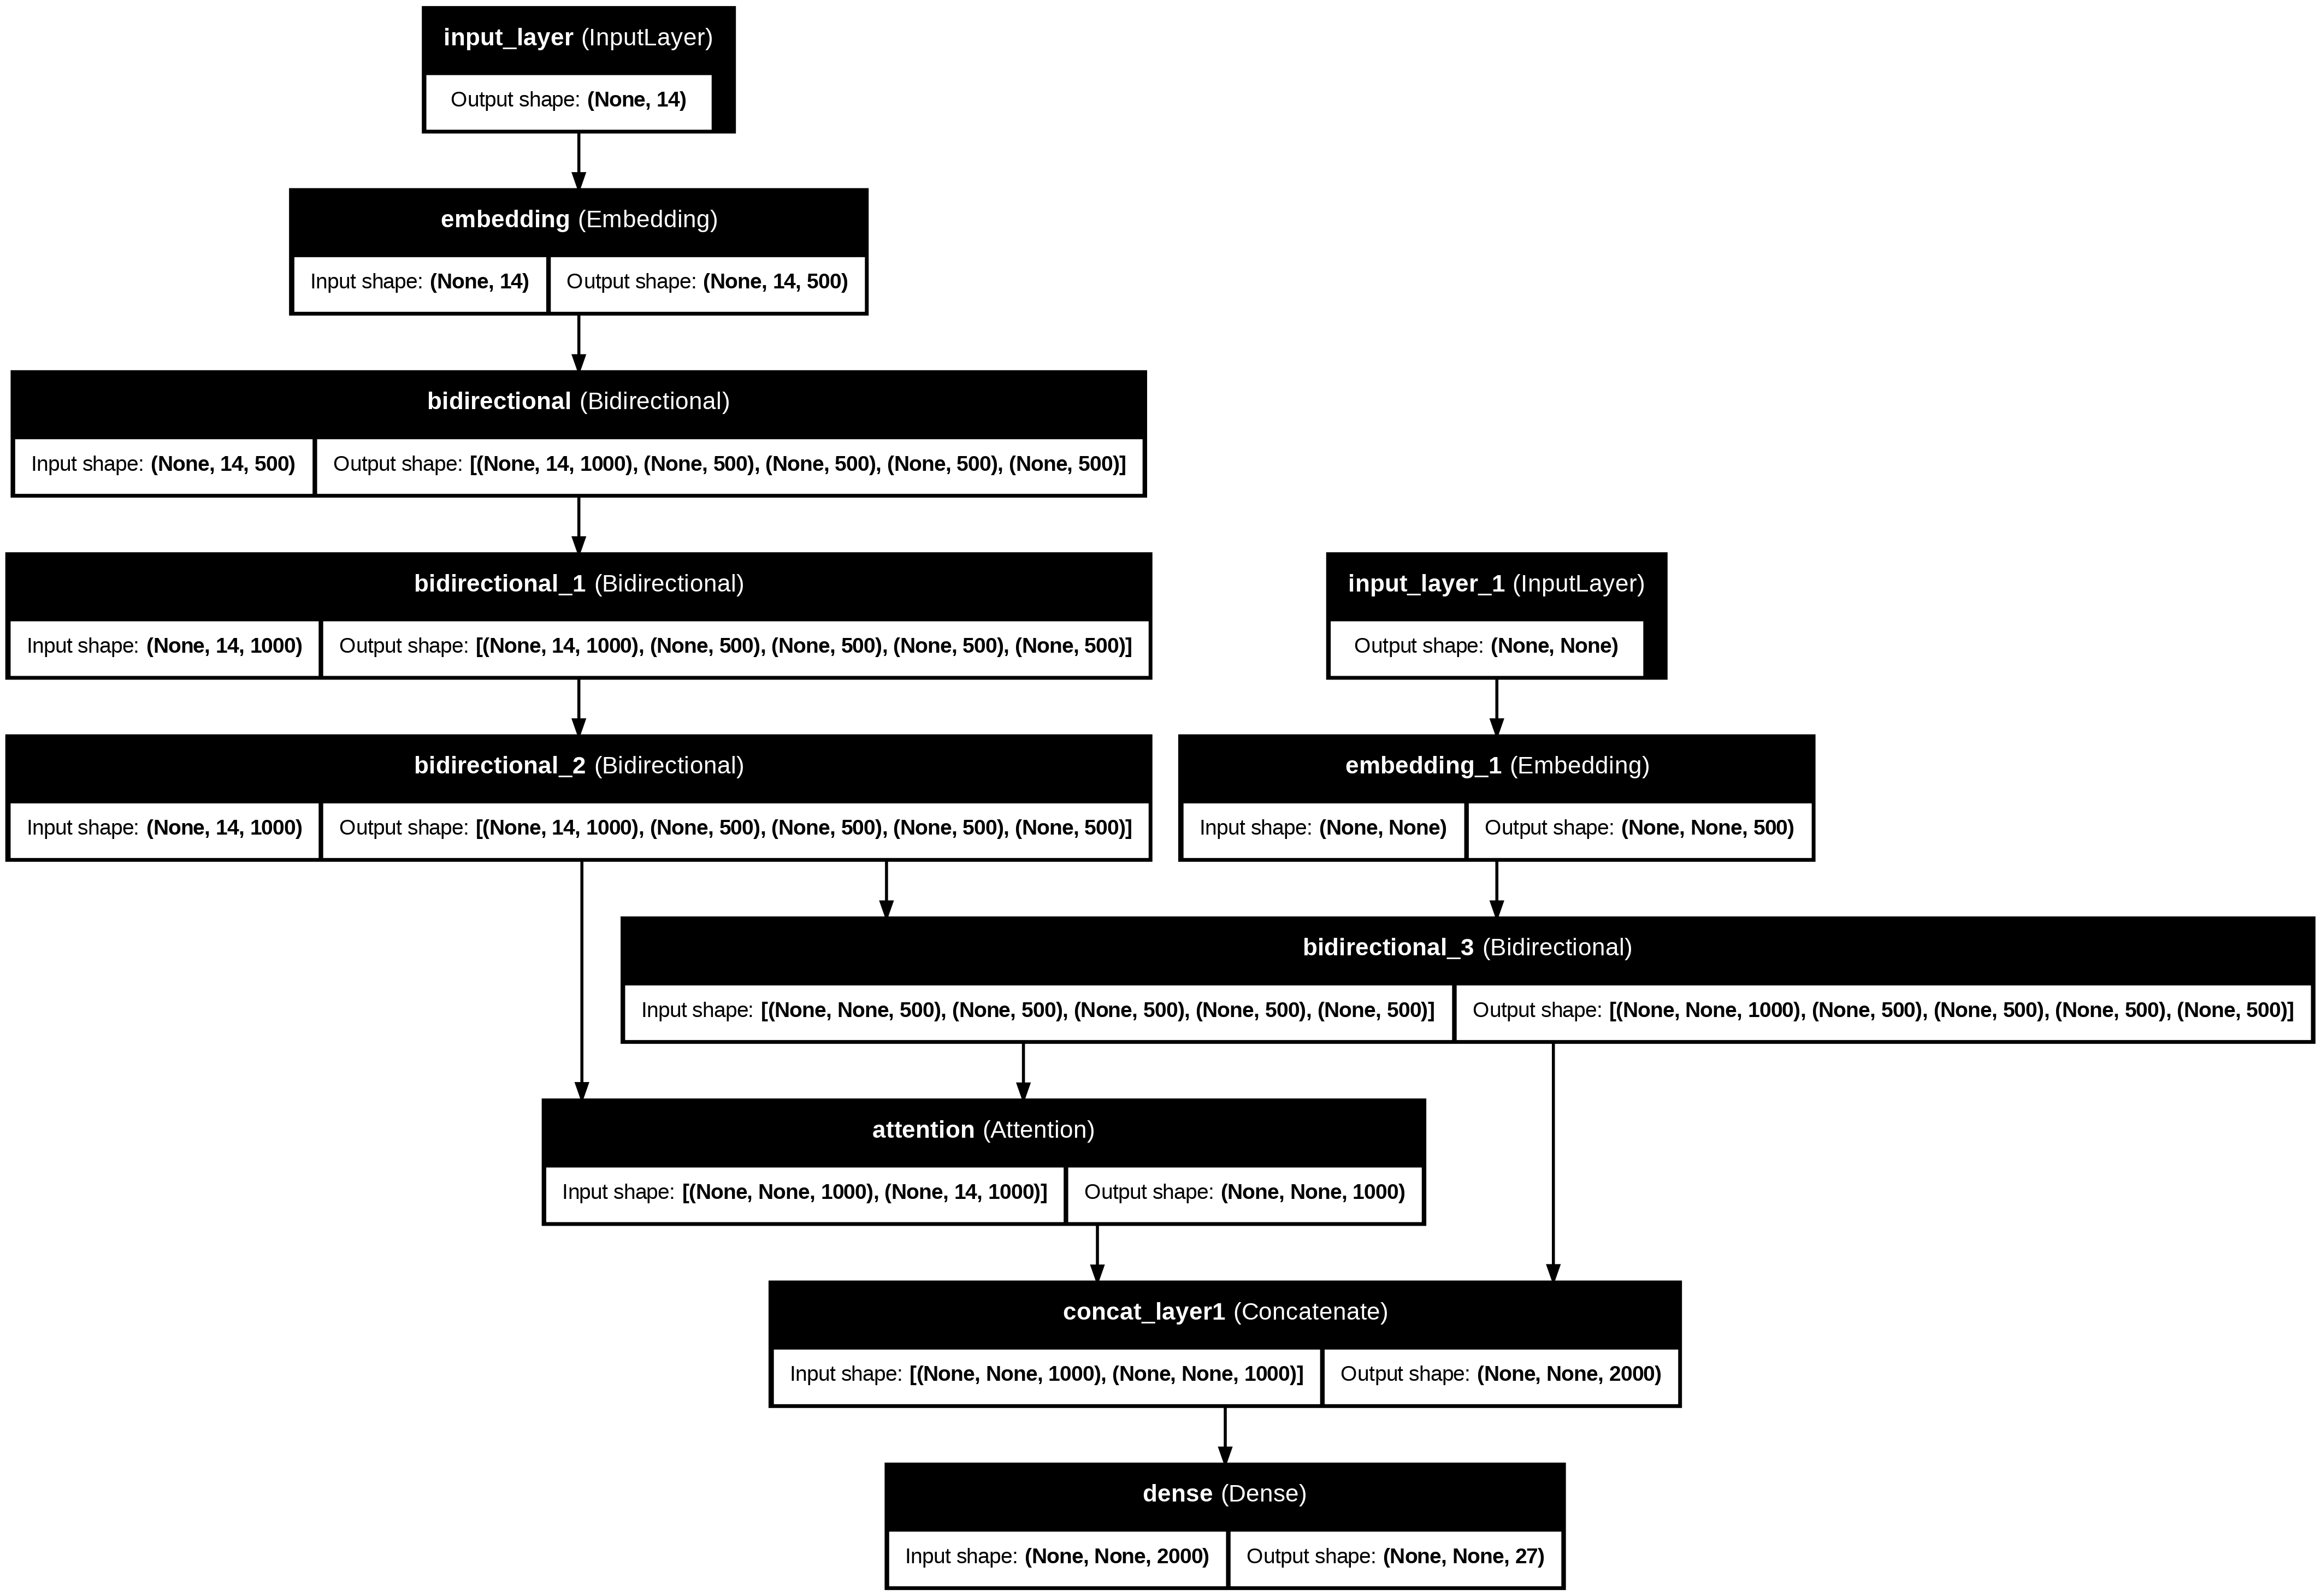 input_layer (InputLayer)
Output shape: (None, 14)
embedding (Embedding)
Input shape: (None, 14) Output shape: (None, 14, 500)
bidirectional (Bidirectional)
Input shape: (None, 14, 500) Output shape: [(None, 14, 1000), (None, 500), (None, 500), (None, 500), (None, 500)]
bidirectional_1 (Bidirectional)
Input shape: (None, 14, 1000) Output shape: [(None, 14, 1000), (None, 500), (None, 500), (None, 500), (None, 500)]
input_layer_1 (InputLayer)
Output shape: (None, None)
bidirectional_2 (Bidirectional)
Input shape: (None, 14, 1000) Output shape: [(None, 14, 1000), (None, 500), (None, 500), (None, 500), (None, 500)]
embedding_1 (Embedding)
Input shape: (None, None) Output shape: (None, None, 500)
bidirectional_3 (Bidirectional)
Input shape: [(None, None, 500), (None, 500), (None, 500), (None, 500), (None, 500)] Output shape: [(None, None, 1000), (None, 500), (None, 500), (None, 500), (None, 500)]
attention (Attention)
Input shape: [(None, None, 1000), (None, 14, 1000)] Output shape: (None, None, 1000)
concat_layer1 (Concatenate)
Input shape: [(None, None, 1000), (None, None, 1000)] Output shape: (None, None, 2000)
dense (Dense)
Input shape: (None, None, 2000) Output shape: (None, None, 27)